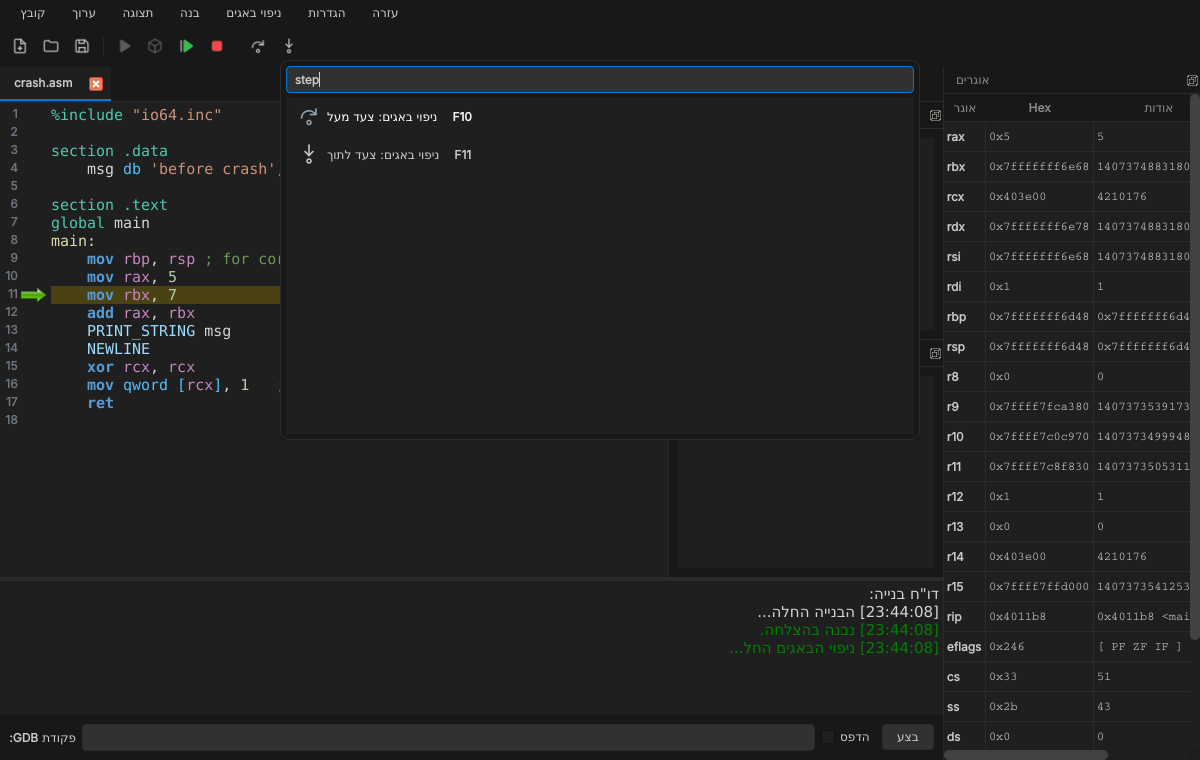 קובץ ערוך תצוגה בנה ניפוי באגים הגדרות עזרה
crash.asm
step
ניפוי באגים: צעד מעל F10
ניפוי באגים: צעד לתוך F11
1 %include "io64.inc"
2
3 section .data
4 msg db 'before crash',
5
6 section .text
7 global main
8 main:
9 mov rbp, rsp ; for cor
10 mov rax, 5
11 mov rbx, 7
12 add rax, rbx
13 PRINT_STRING msg
14 NEWLINE
15 xor rcx, rcx
16 mov qword [rcx], 1
17 ret
18
אוגרים
אוגר Hex אודות
rax 0x5 5
rbx 0x7fffffff6e68 1407374883180
rcx 0x403e00 4210176
rdx 0x7fffffff6e78 1407374883180
rsi 0x7fffffff6e68 1407374883180
rdi 0x1 1
rbp 0x7fffffff6d48 0x7fffffff6d4
rsp 0x7fffffff6d48 0x7fffffff6d4
r8 0x0 0
r9 0x7ffff7fca380 1407373539173
r10 0x7ffff7c0c970 1407373499948
r11 0x7ffff7c8f830 1407373505311
r12 0x1 1
r13 0x0 0
r14 0x403e00 4210176
r15 0x7ffff7ffd000 1407373541253
rip 0x4011b8 0x4011b8 <mai
eflags 0x246 [ PF ZF IF ]
cs 0x33 51
ss 0x2b 43
ds 0x0 0
דו"ח בנייה:
[23:44:08] הבנייה החלה...
[23:44:08] נבנה בהצלחה.
[23:44:08] ניפוי הבאגים החל...
פקודת GDB:
הדפס
בצע